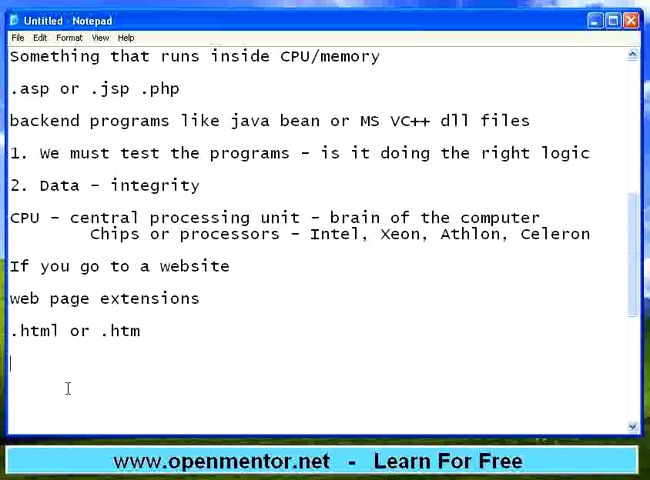 Untitled - Notepad
File Edit Format View Help
Something that runs inside CPU/memory
.asp or .jsp .php
backend programs like java bean or MS VC++ dll files
1. We must test the programs - is it doing the right logic
2. Data - integrity
CPU - central processing unit - brain of the computer
Chips or processors - Intel, Xeon, Athlon, Celeron
If you go to a website
web page extensions
.html or .htm
www.openmentor.net - Learn For Free